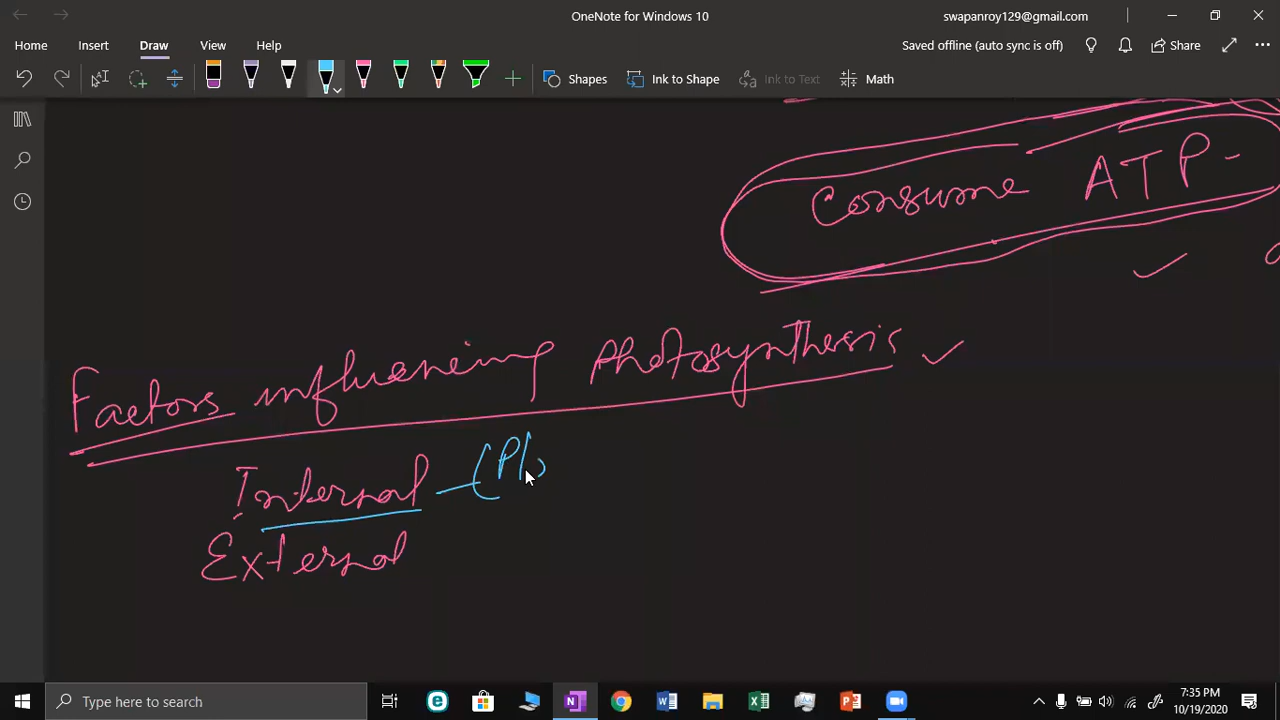 OneNote for Windows 10
swapanroy129@gmail.com
Home Insert Draw View Help
Saved offline (auto sync is off)
Share
Shapes
Ink to Shape
Ink to Text
Math
Consume ATP-
Factors influencing Photosynthesis
Internal - (Ph
External
Type here to search
7:35 PM
10/19/2020